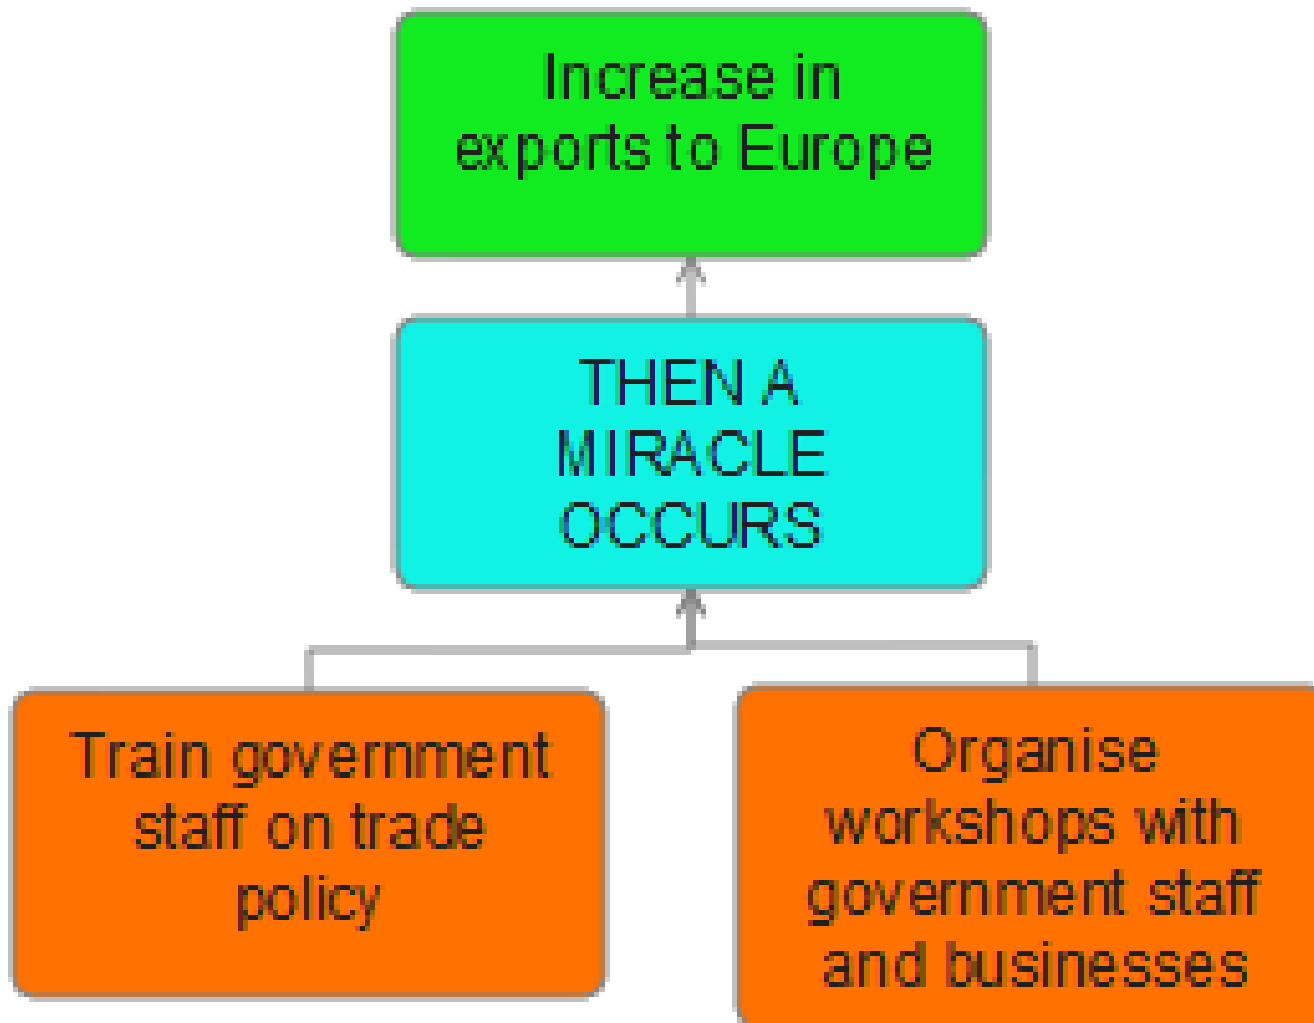 Increase in
exports to Europe
THEN A
MIRACLE
OCCURS
Train government
staff on trade
policy
Organise
workshops with
government staff
and businesses